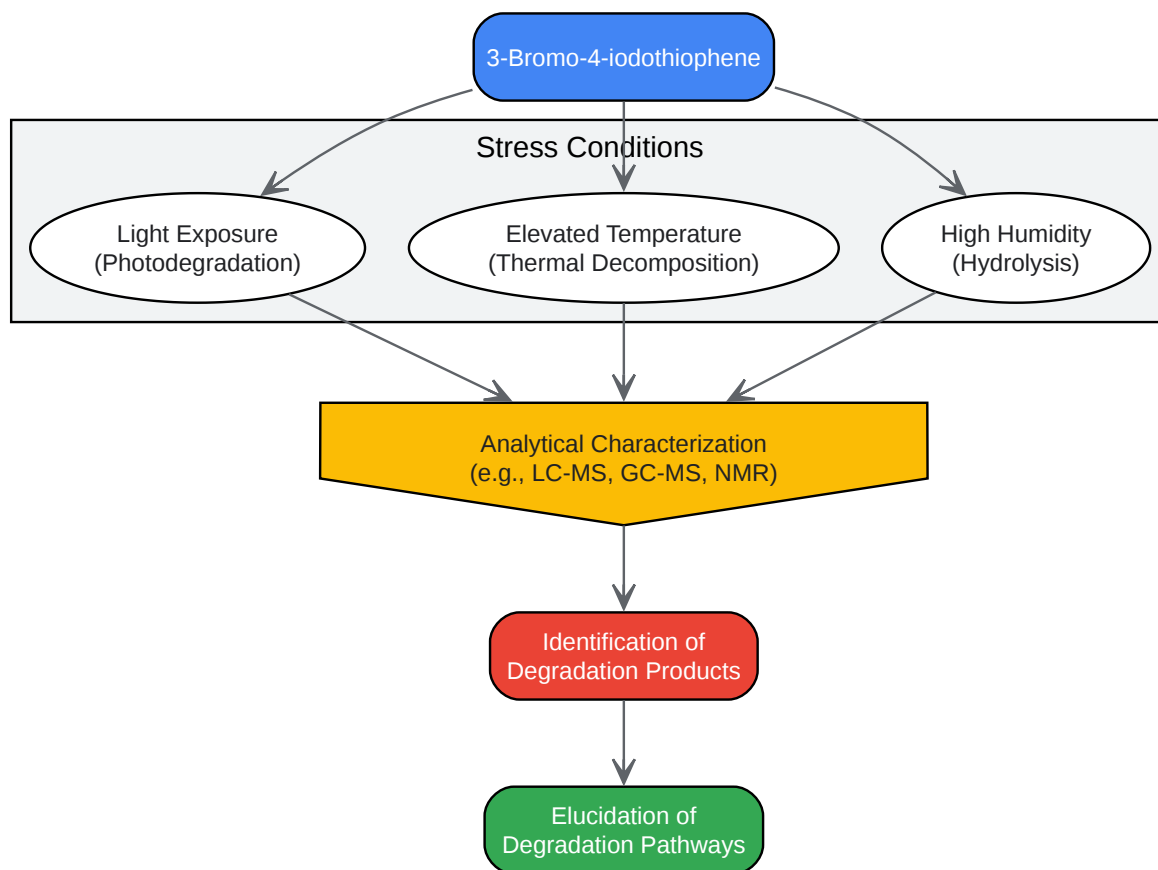 3-Bromo-4-iodothiophene
Stress Conditions
Light Exposure
(Photodegradation)
Elevated Temperature
(Thermal Decomposition)
High Humidity
(Hydrolysis)
Analytical Characterization
(e.g., LC-MS, GC-MS, NMR)
Identification of
Degradation Products
Elucidation of
Degradation Pathways